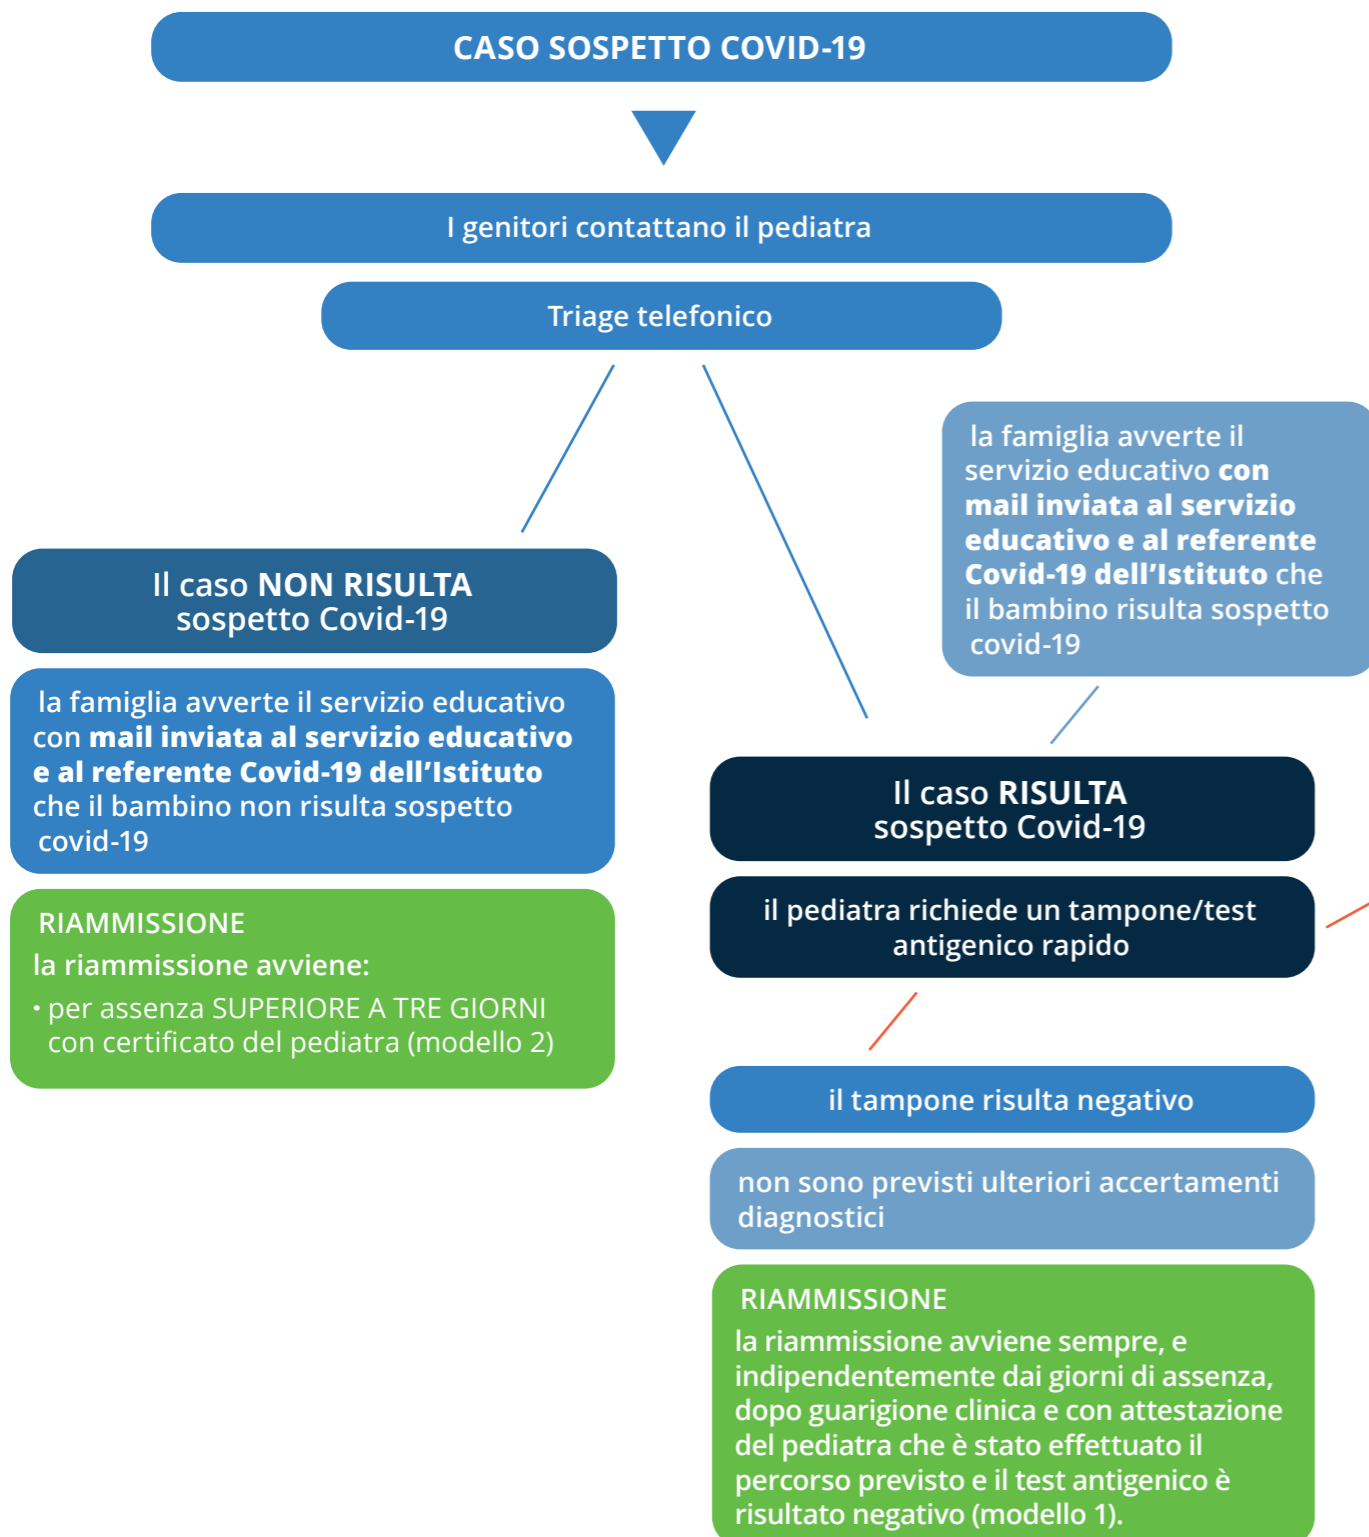 CASO SOSPETTO COVID-19
I genitori contattano il pediatra
Triage telefonico
la famiglia avverte il
servizio educativo con
mail inviata al servizio
educativo e al referente
Covid-19 dell’Istituto che
il bambino risulta sospetto
covid-19
Il caso NON RISULTA
sospetto Covid-19
la famiglia avverte il servizio educativo
con mail inviata al servizio educativo
e al referente Covid-19 dell’Istituto
che il bambino non risulta sospetto
covid-19
RIAMMISSIONE
la riammissione avviene:
• per assenza SUPERIORE A TRE GIORNI
con certificato del pediatra (modello 2)
Il caso RISULTA
sospetto Covid-19
il pediatra richiede un tampone/test
antigenico rapido
il tampone risulta negativo
non sono previsti ulteriori accertamenti
diagnostici
RIAMMISSIONE
la riammissione avviene sempre, e
indipendentemente dai giorni di assenza,
dopo guarigione clinica e con attestazione
del pediatra che è stato effettuato il
percorso previsto e il test antigenico è
risultato negativo (modello 1).